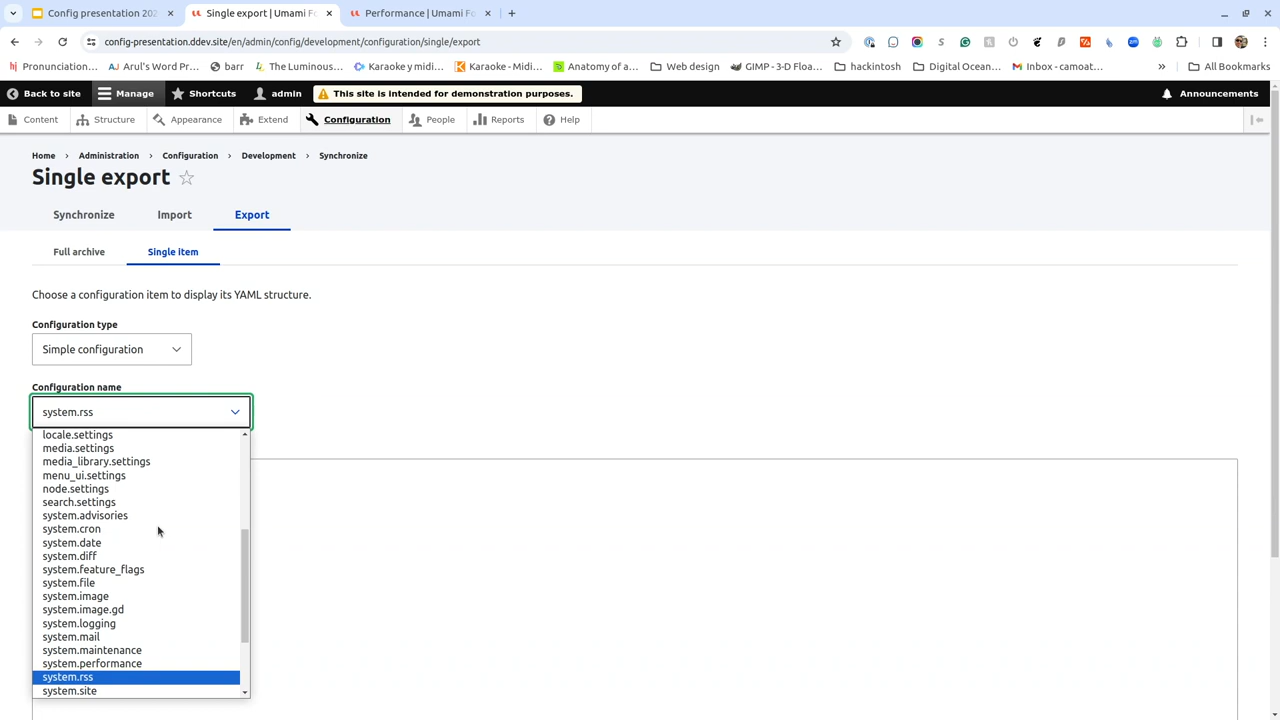 Config presentation 202
Single export | Umami Fo
Performance | Umami Fo
config-presentation.ddev.site/en/admin/config/development/configuration/single/export
Pronunciation…
Arul's Word Pr…
barr
The Luminous…
Karaoke y midi…
Karaoke - Midi…
Anatomy of a…
Web design
GIMP - 3-D Floa…
hackintosh
Digital Ocean…
Inbox - camoat…
All Bookmarks
Back to site
Manage
Shortcuts
admin
This site is intended for demonstration purposes.
Announcements
Content
Structure
Appearance
Extend
Configuration
People
Reports
Help
Home › Administration › Configuration › Development › Synchronize
Single export
Synchronize
Import
Export
Full archive
Single item
Choose a configuration item to display its YAML structure.
Configuration type
Simple configuration
Configuration name
system.rss
locale.settings
media.settings
media_library.settings
menu_ui.settings
node.settings
search.settings
system.advisories
system.cron
system.date
system.diff
system.feature_flags
system.file
system.image
system.image.gd
system.logging
system.mail
system.maintenance
system.performance
system.rss
system.site